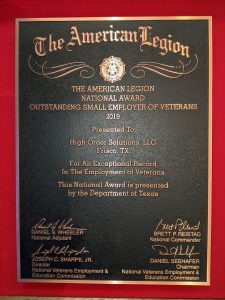 The American Legion
THE AMERICAN LEGION
NATIONAL AWARD
OUTSTANDING SMALL EMPLOYER OF VETERANS
2019
Presented To
High Order Solutions, LLC
Frisco, TX
For An Exceptional Record
In The Employment of Veterans
This National Award is presented
by the Department of Texas
DANIEL S. WHEELER
National Adjutant
BRETT P. REISTAD
National Commander
JOSEPH C. SHARPE, JR.
Director
National Veterans Employment &
Education Commission
DANIEL SEEHAFER
Chairman
National Veterans Employment &
Education Commission